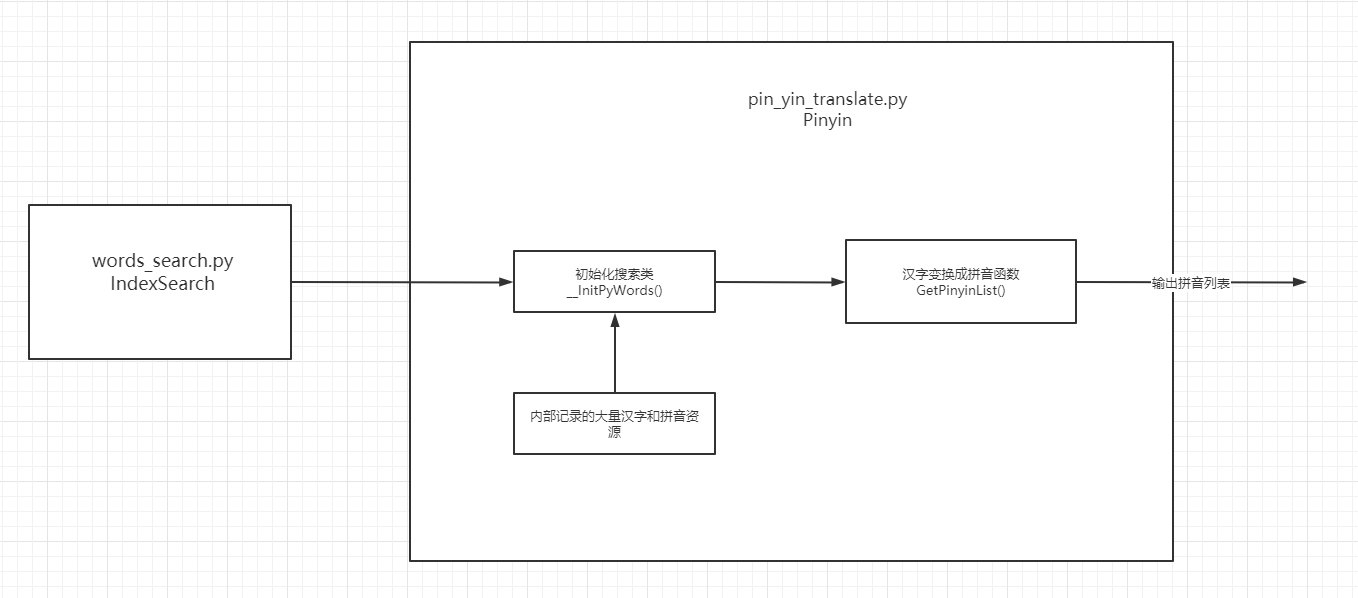 pin_yin_translate.py
Pinyin
words_search.py
IndexSearch
初始化搜索类
__InitPyWords()
汉字变换成拼音函数
GetPinyinList()
输出拼音列表
内部记录的大量汉字和拼音资
源